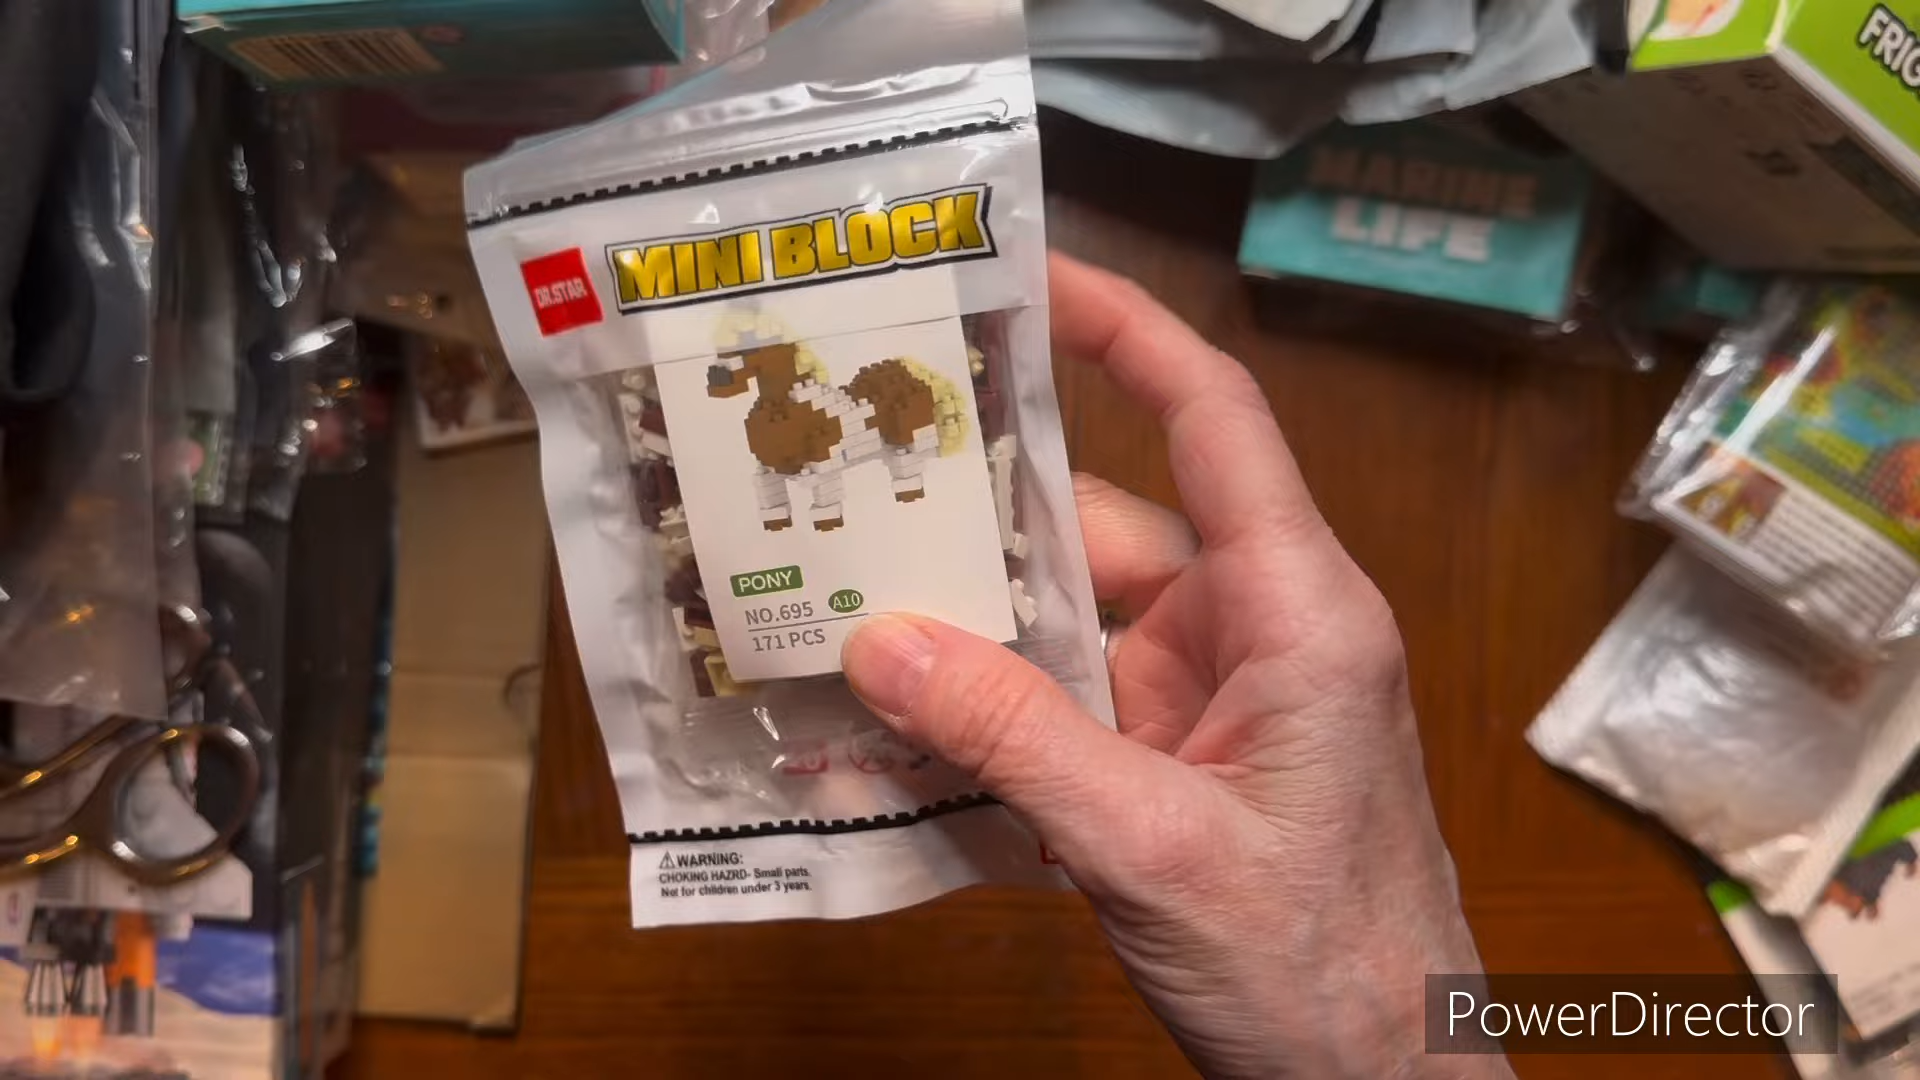 FRIG
MARINE
LIFE
DR.STAR
MINI BLOCK
PONY
NO.695 A10
171 PCS
WARNING:
CHOKING HAZRD- Small parts.
Not for children under 3 years.
PowerDirector